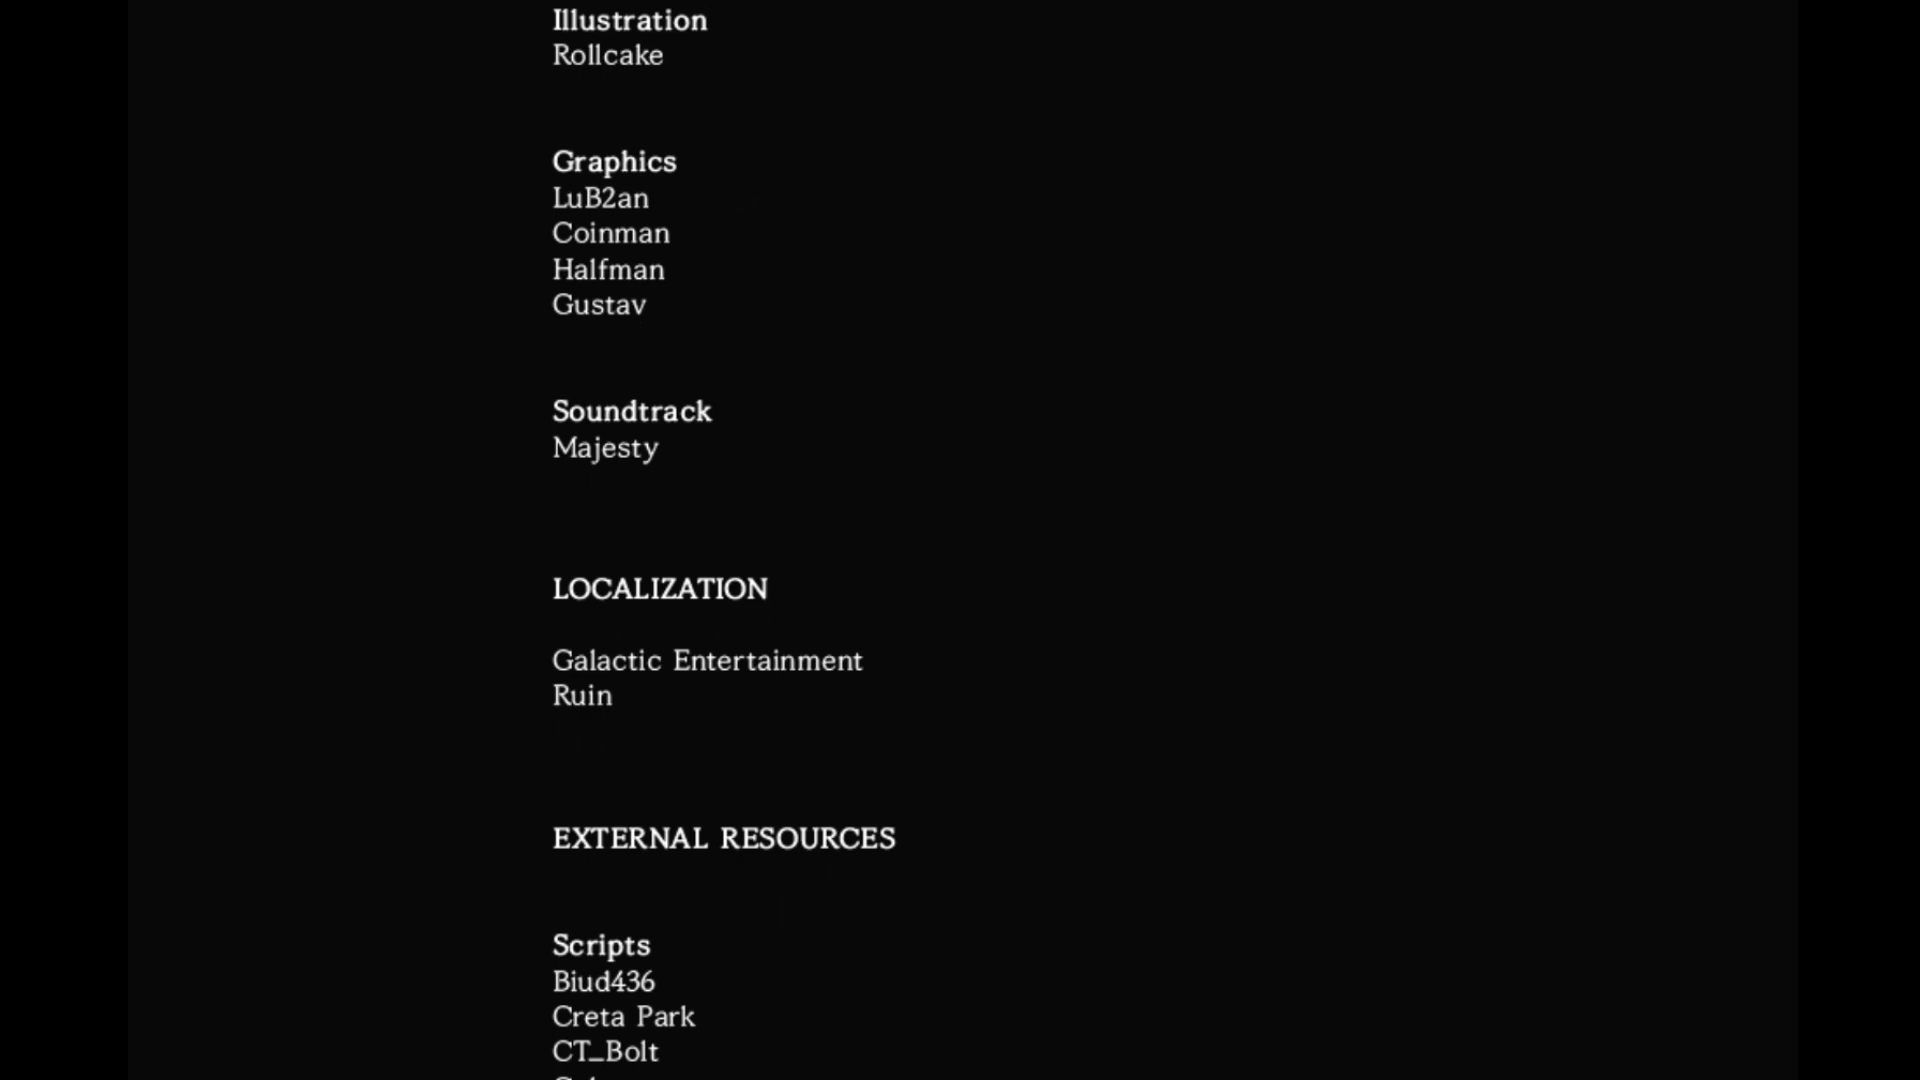 Illustration
Rollcake
Graphics
LuB2an
Coinman
Halfman
Gustav
Soundtrack
Majesty
LOCALIZATION
Galactic Entertainment
Ruin
EXTERNAL RESOURCES
Scripts
Biud436
Creta Park
CT_Bolt